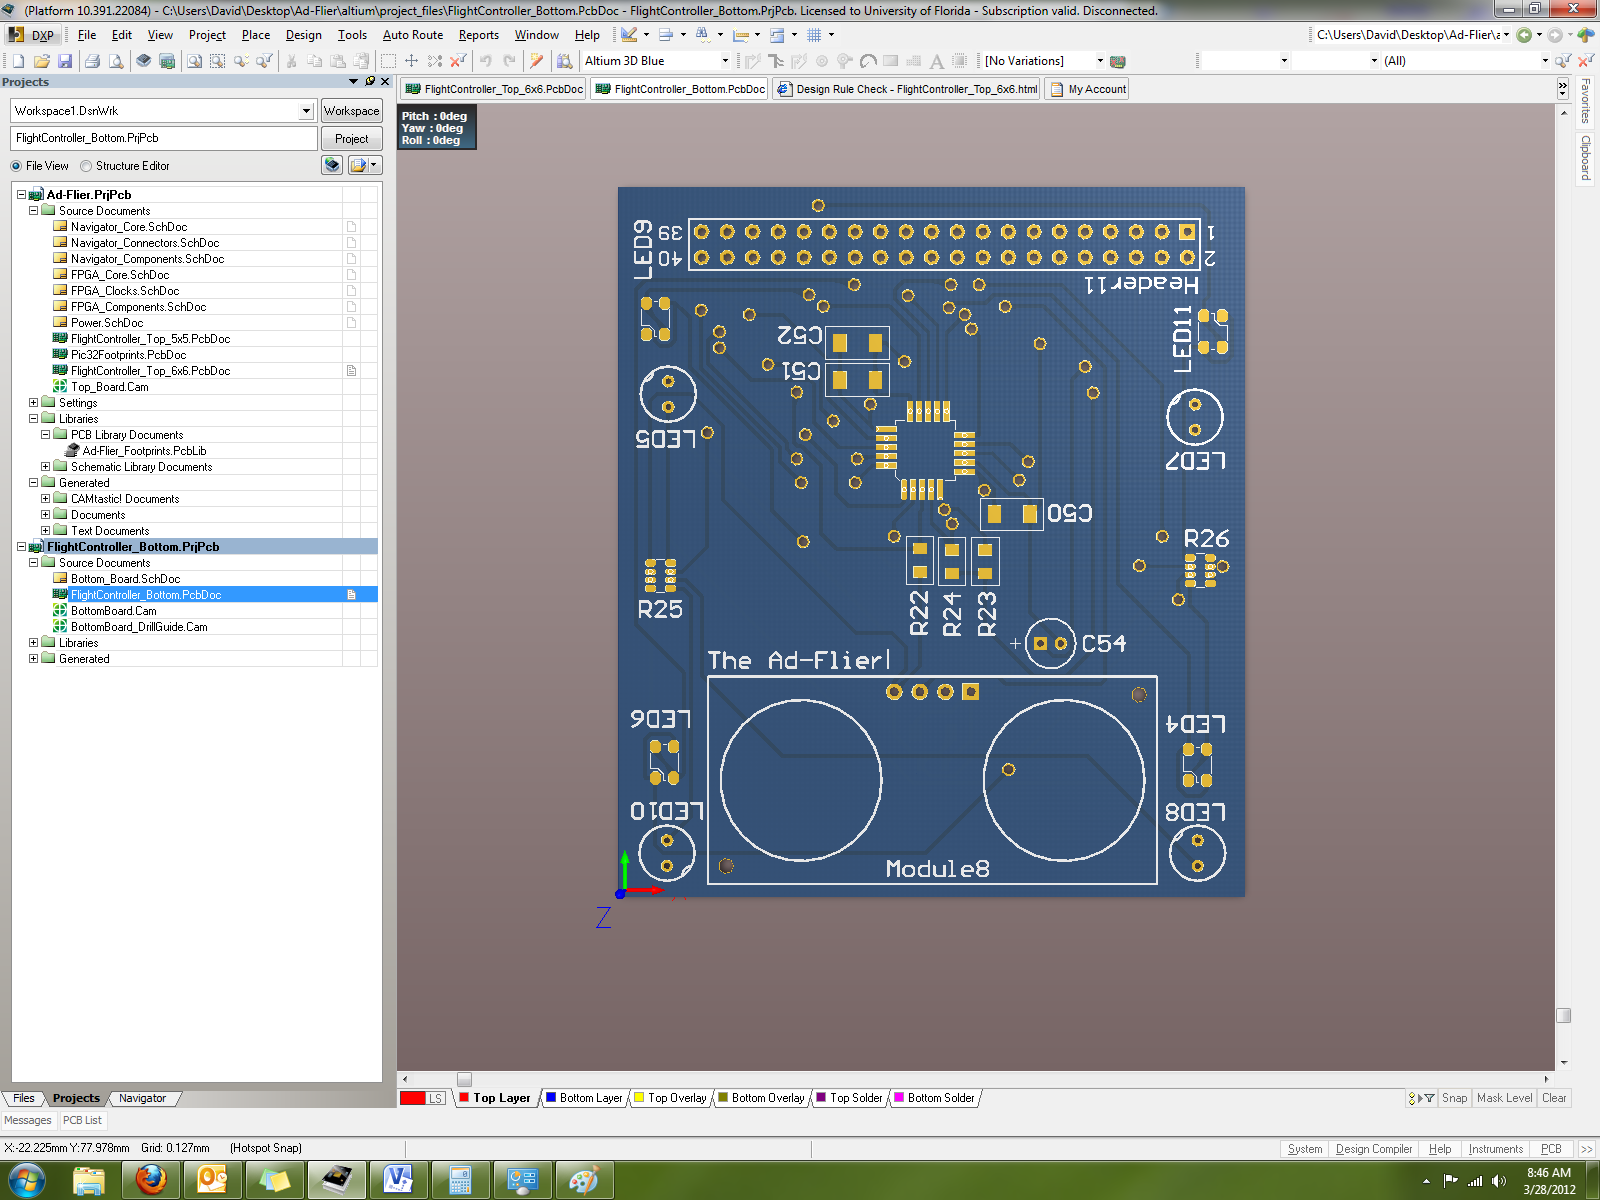 (Platform 10.391.22084) - C:\Users\David\Desktop\Ad-Flier\altium\project_files\FlightController_Bottom.PcbDoc - FlightController_Bottom.PrjPcb. Licensed to University of Florida - Subscription valid. Disconnected.
DXP File Edit View Project Place Design Tools Auto Route Reports Window Help C:\Users\David\Desktop\Ad-Flier\a
Altium 3D Blue [No Variations] (All)
Projects
FlightController_Top_6x6.PcbDoc FlightController_Bottom.PcbDoc Design Rule Check - FlightController_Top_6x6.html My Account
Workspace1.DsnWrk Workspace
FlightController_Bottom.PrjPcb Project
File View Structure Editor
Ad-Flier.PrjPcb
Source Documents
Navigator_Core.SchDoc
Navigator_Connectors.SchDoc
Navigator_Components.SchDoc
FPGA_Core.SchDoc
FPGA_Clocks.SchDoc
FPGA_Components.SchDoc
Power.SchDoc
FlightController_Top_5x5.PcbDoc
Pic32Footprints.PcbDoc
FlightController_Top_6x6.PcbDoc
Top_Board.Cam
Settings
Libraries
PCB Library Documents
Ad-Flier_Footprints.PcbLib
Schematic Library Documents
Generated
CAMtastic! Documents
Documents
Text Documents
FlightController_Bottom.PrjPcb
Source Documents
Bottom_Board.SchDoc
FlightController_Bottom.PcbDoc
BottomBoard.Cam
BottomBoard_DrillGuide.Cam
Libraries
Generated
Files Projects Navigator
Messages PCB List
Pitch : 0deg
Yaw : 0deg
Roll : 0deg
LED9
39
1
40
2
Header11
LED11
C52
C51
LED5
LED7
C50
R26
R25
R22
R24
R23
C54
The Ad-Flier
LED6
LED4
LED10
LED8
Module8
Z
Favorites
Clipboard
LS Top Layer Bottom Layer Top Overlay Bottom Overlay Top Solder Bottom Solder Snap Mask Level Clear
X:-22.225mm Y:77.978mm Grid: 0.127mm (Hotspot Snap) System Design Compiler Help Instruments PCB >>
8:46 AM
3/28/2012